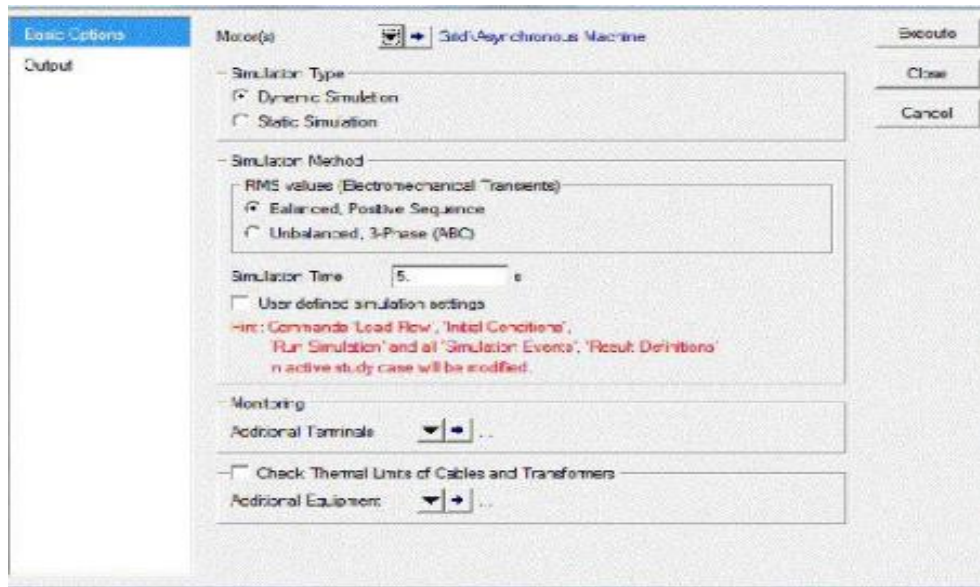 Basic Options
Output
Motor(s) Grid\Asynchronous Machine
Execute
Close
Cancel
Simulation Type
Dynamic Simulation
Static Simulation
Simulation Method
RMS values (Electromechanical Transients)
Balanced, Positive Sequence
Unbalanced, 3-Phase (ABC)
Simulation Time 5. s
User defined simulation settings
Hint: Commands 'Load Flow', 'Initial Conditions',
'Run Simulation' and all 'Simulation Events', 'Result Definitions'
in active study case will be modified.
Monitoring
Additional Terminals ...
Check Thermal Limits of Cables and Transformers
Additional Equipment ...